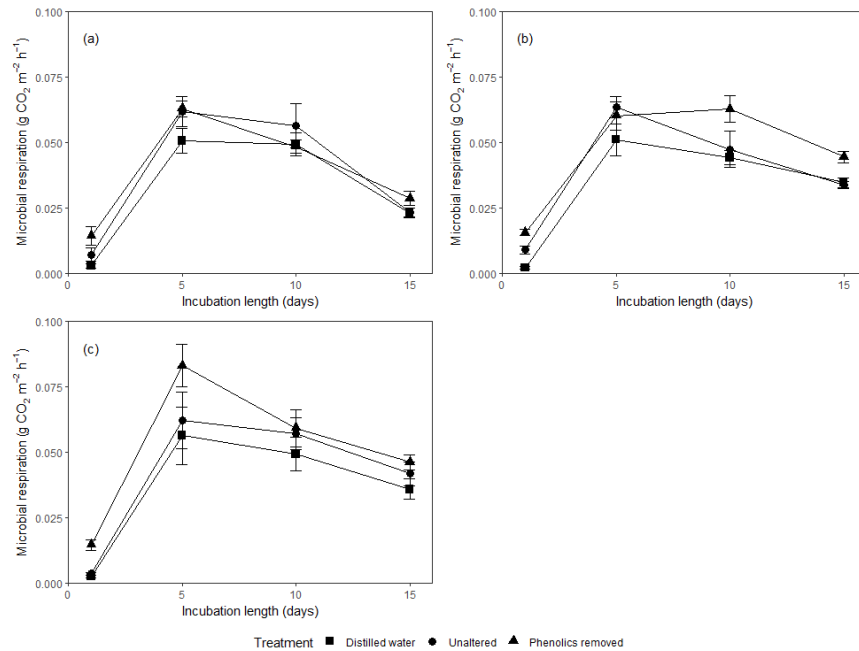 (a)
Microbial respiration (g CO₂ m⁻² h⁻¹)
0.100
0.075
0.050
0.025
0.000
0 5 10 15
Incubation length (days)
(b)
Microbial respiration (g CO₂ m⁻² h⁻¹)
0.100
0.075
0.050
0.025
0.000
0 5 10 15
Incubation length (days)
(c)
Microbial respiration (g CO₂ m⁻² h⁻¹)
0.100
0.075
0.050
0.025
0.000
0 5 10 15
Incubation length (days)
Treatment Distilled water Unaltered Phenolics removed